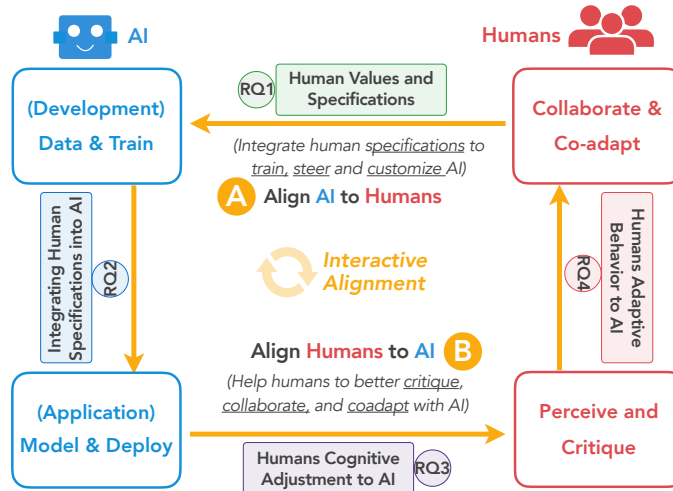 AI
Humans
(Development)
Data & Train
RQ1
Human Values and
Specifications
Collaborate &
Co-adapt
(Integrate human specifications to
train, steer and customize AI)
A Align AI to Humans
Integrating Human
Specifications into AI
RQ2
Interactive
Alignment
RQ4
Humans Adaptive
Behavior to AI
Align Humans to AI B
(Help humans to better critique,
collaborate, and coadapt with AI)
(Application)
Model & Deploy
Perceive and
Critique
Humans Cognitive
Adjustment to AI
RQ3